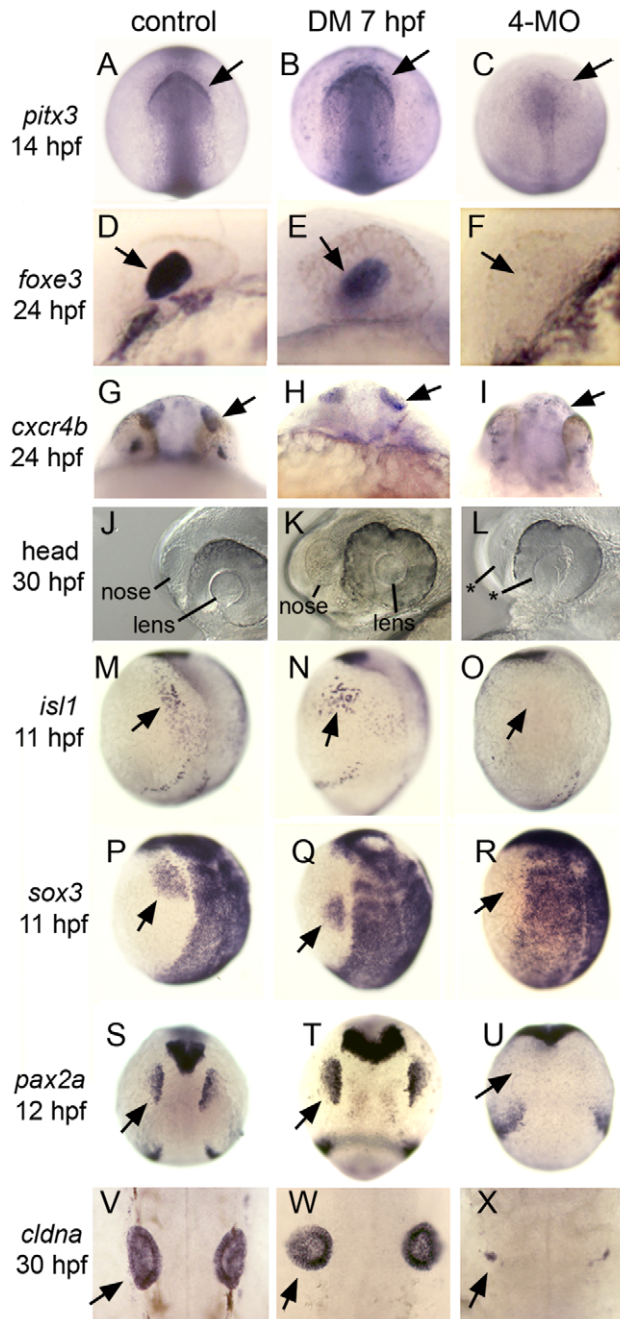 control DM 7 hpf 4-MO
A B C
pitx3
14 hpf
D E F
foxe3
24 hpf
G H I
cxcr4b
24 hpf
J K L
head
30 hpf
nose
lens
nose
lens
*
*
M N O
isl1
11 hpf
P Q R
sox3
11 hpf
S T U
pax2a
12 hpf
V W X
cldna
30 hpf